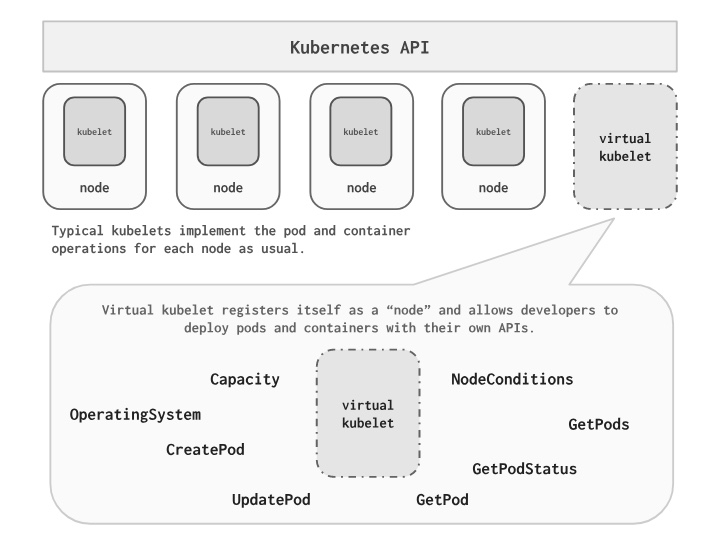 Kubernetes API
kubelet
kubelet
kubelet
kubelet
virtual
kubelet
node
node
node
node
Typical kubelets implement the pod and container
operations for each node as usual.
Virtual kubelet registers itself as a “node” and allows developers to
deploy pods and containers with their own APIs.
Capacity
NodeConditions
virtual
kubelet
OperatingSystem
GetPods
CreatePod
GetPodStatus
UpdatePod
GetPod